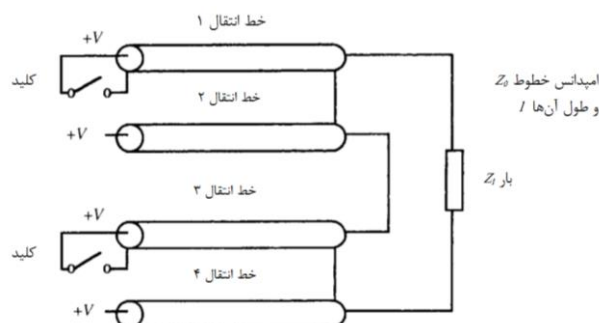 خط انتقال ۱
+V
کلید
امپدانس خطوط Z₀
و طول آن‌ها l
خط انتقال ۲
+V
خط انتقال ۳
بار Zₗ
+V
کلید
خط انتقال ۴
+V